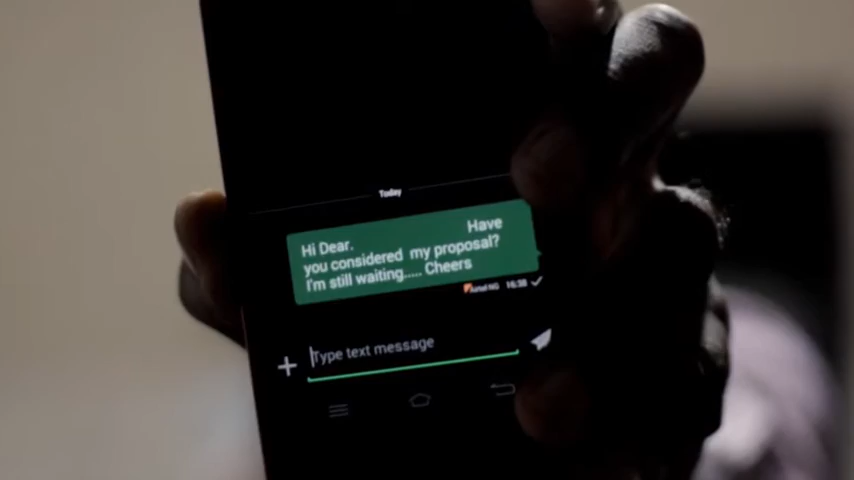 Today
Hi Dear. Have
you considered my proposal?
I'm still waiting..... Cheers
16:38
Type text message